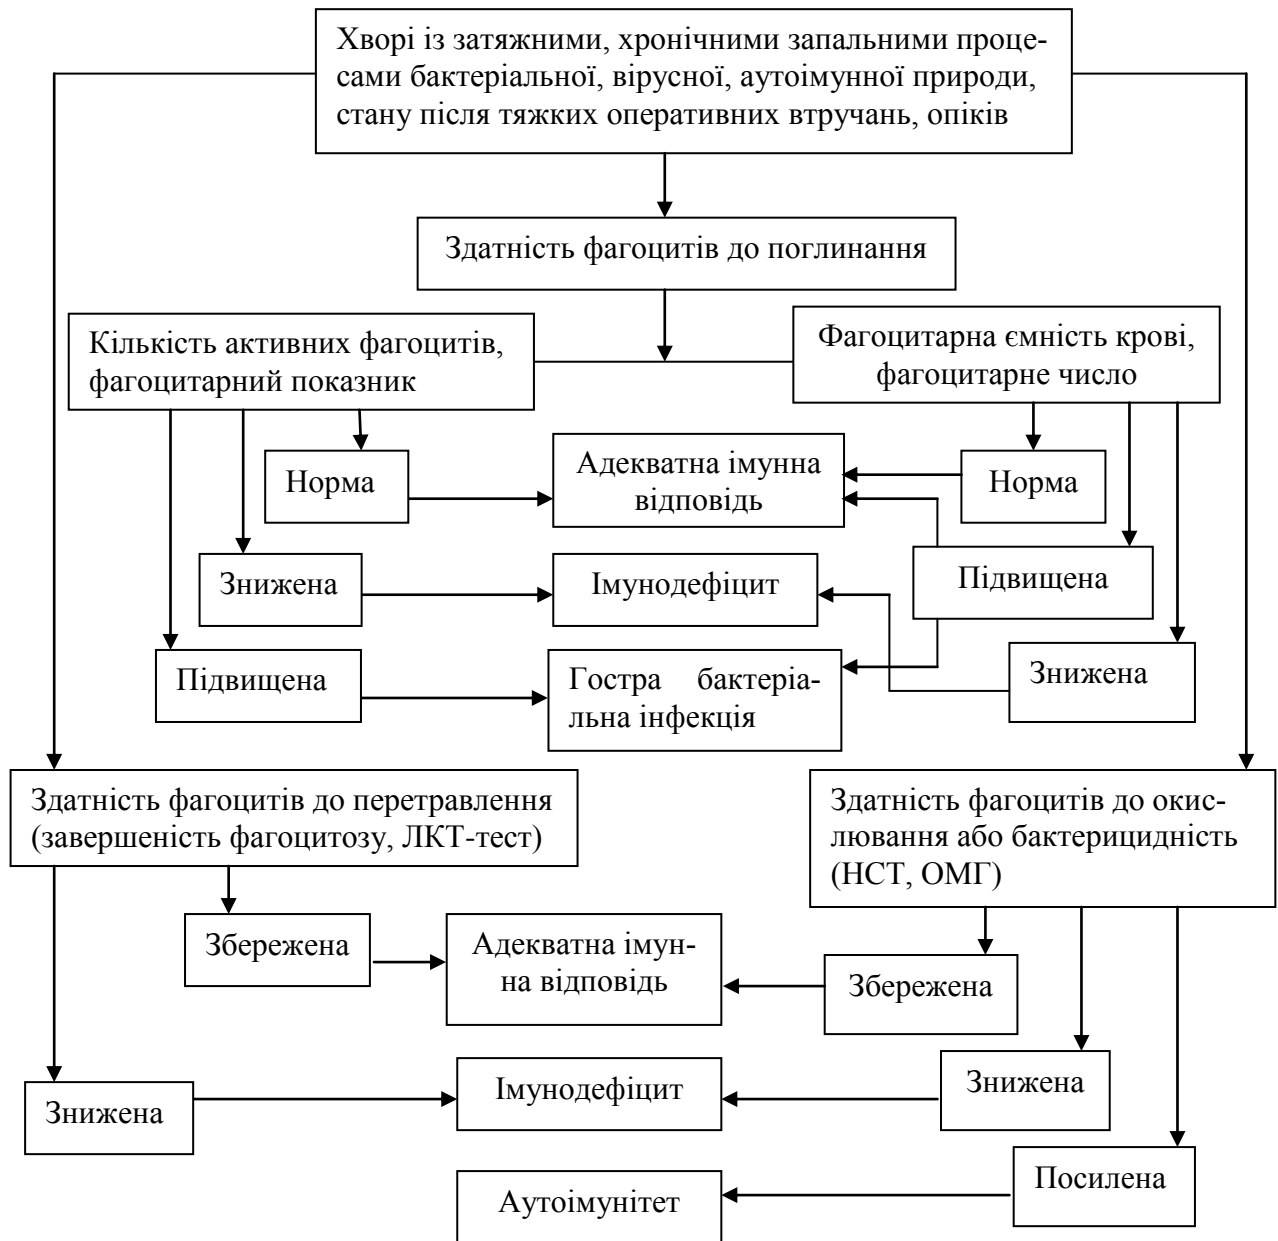 Хворі із затяжними, хронічними запальними проце-
сами бактеріальної, вірусної, аутоімунної природи,
стану після тяжких оперативних втручань, опіків
Здатність фагоцитів до поглинання
Кількість активних фагоцитів,
фагоцитарний показник
Фагоцитарна ємність крові,
фагоцитарне число
Норма
Адекватна імунна
відповідь
Норма
Знижена
Імунодефіцит
Підвищена
Підвищена
Гостра бактеріа-
льна інфекція
Знижена
Здатність фагоцитів до перетравлення
(завершеність фагоцитозу, ЛКТ-тест)
Здатність фагоцитів до окис-
лювання або бактерицидність
(НСТ, ОМГ)
Збережена
Адекватна імун-
на відповідь
Збережена
Знижена
Імунодефіцит
Знижена
Аутоімунітет
Посилена